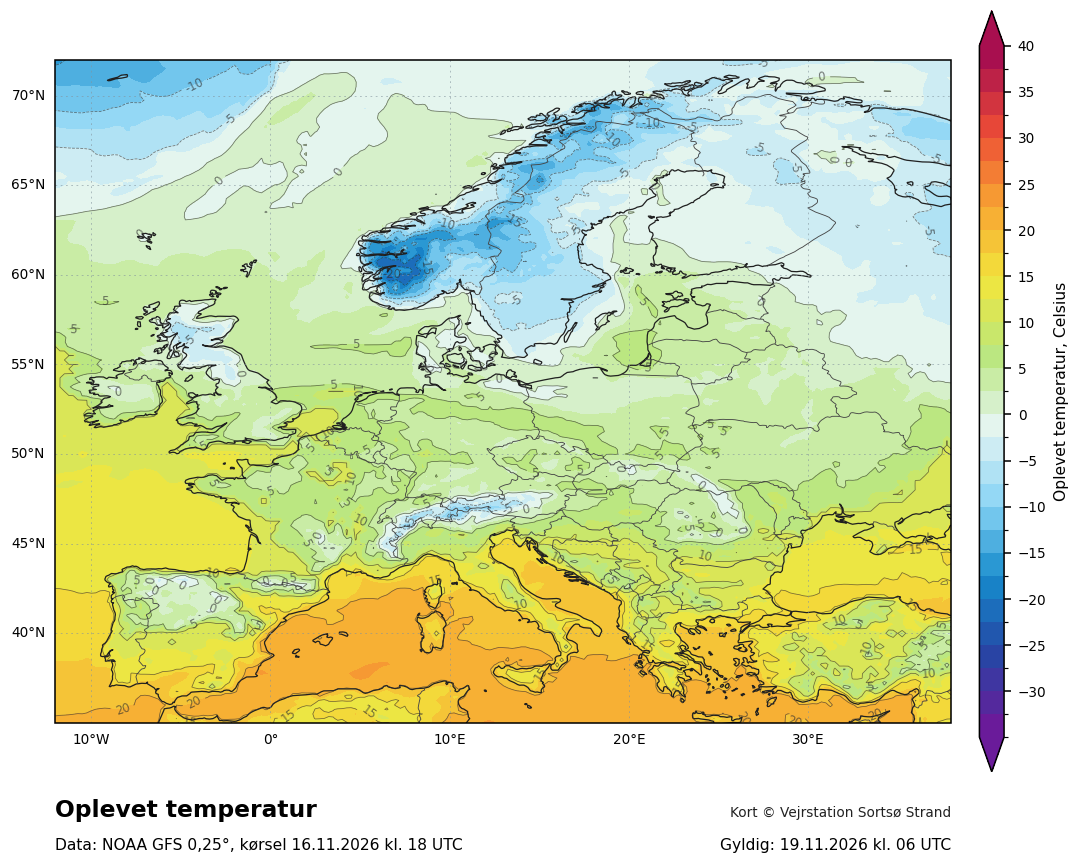 70°N
65°N
60°N
55°N
50°N
45°N
40°N
10°W
0°
10°E
20°E
30°E
40
35
30
25
20
15
10
5
0
−5
−10
−15
−20
−25
−30
Oplevet temperatur, Celsius
Oplevet temperatur
Kort © Vejrstation Sortsø Strand
Data: NOAA GFS 0,25°, kørsel 16.11.2026 kl. 18 UTC
Gyldig: 19.11.2026 kl. 06 UTC